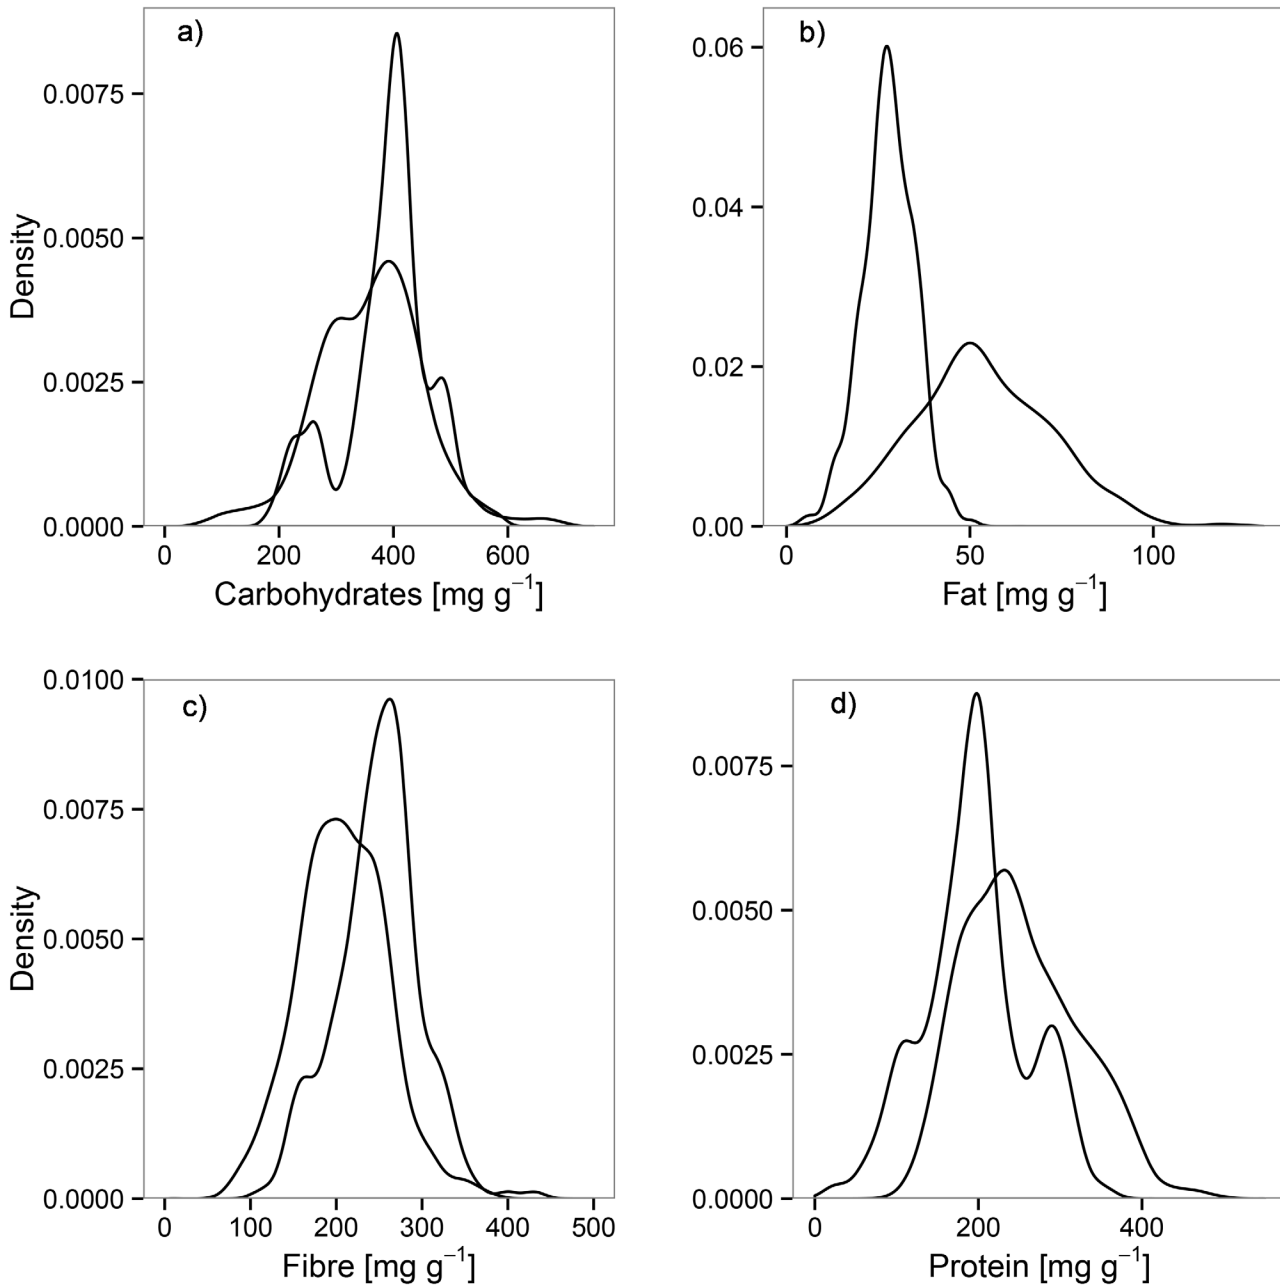 a)
0.0075
0.0050
0.0025
0.0000
Density
0 200 400 600
Carbohydrates [mg g⁻¹]
b)
0.06
0.04
0.02
0.00
0 50 100
Fat [mg g⁻¹]
c)
0.0100
0.0075
0.0050
0.0025
0.0000
Density
0 100 200 300 400 500
Fibre [mg g⁻¹]
d)
0.0075
0.0050
0.0025
0.0000
0 200 400
Protein [mg g⁻¹]